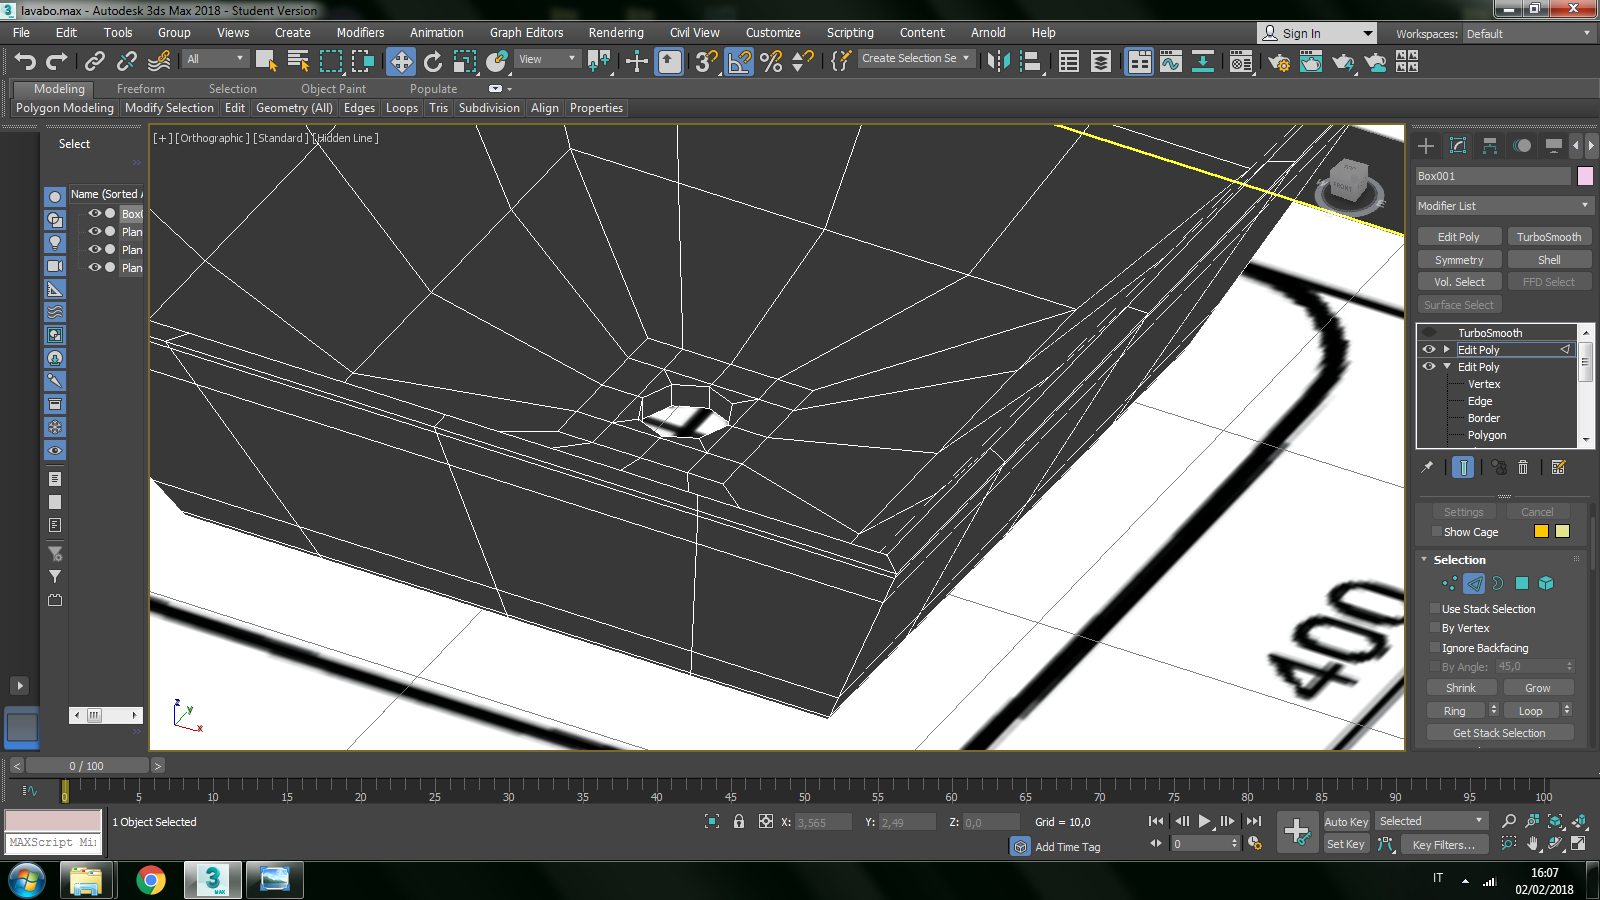 lavabo.max - Autodesk 3ds Max 2018 - Student Version
File Edit Tools Group Views Create Modifiers Animation Graph Editors Rendering Civil View Customize Scripting Content Arnold Help Sign In Workspaces: Default
All View Create Selection Se
Modeling Freeform Selection Object Paint Populate
Polygon Modeling Modify Selection Edit Geometry (All) Edges Loops Tris Subdivision Align Properties
[+] [Orthographic] [Standard] [Hidden Line]
Select
Name (Sorted A
Plan
Plan
Plan
FRONT
400
z
y
x
Box001
Modifier List
Edit Poly TurboSmooth
Symmetry Shell
Vol. Select FFD Select
Surface Select
TurboSmooth
Edit Poly
Edit Poly
Vertex
Edge
Border
Polygon
Settings Cancel
Show Cage
Selection
Use Stack Selection
By Vertex
Ignore Backfacing
By Angle: 45,0
Shrink Grow
Ring Loop
Get Stack Selection
< 0 / 100 >
0 5 10 15 20 25 30 35 40 45 50 55 60 65 70 75 80 85 90 95 100
1 Object Selected X: 3,565 Y: 2,49 Z: 0,0 Grid = 10,0 Auto Key Selected
MAXScript Mi Add Time Tag 0 Set Key Key Filters...
3 MAX
IT 16:07
02/02/2018